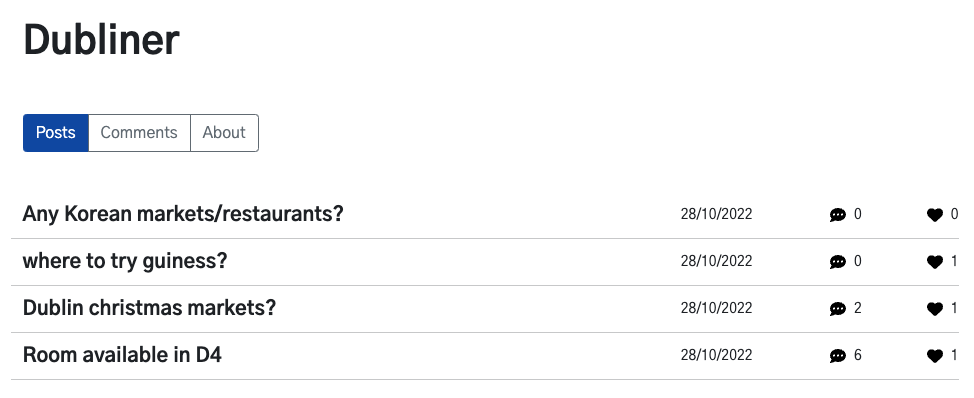 Dubliner
Posts Comments About
Any Korean markets/restaurants? 28/10/2022 0 0
where to try guiness? 28/10/2022 0 1
Dublin christmas markets? 28/10/2022 2 1
Room available in D4 28/10/2022 6 1